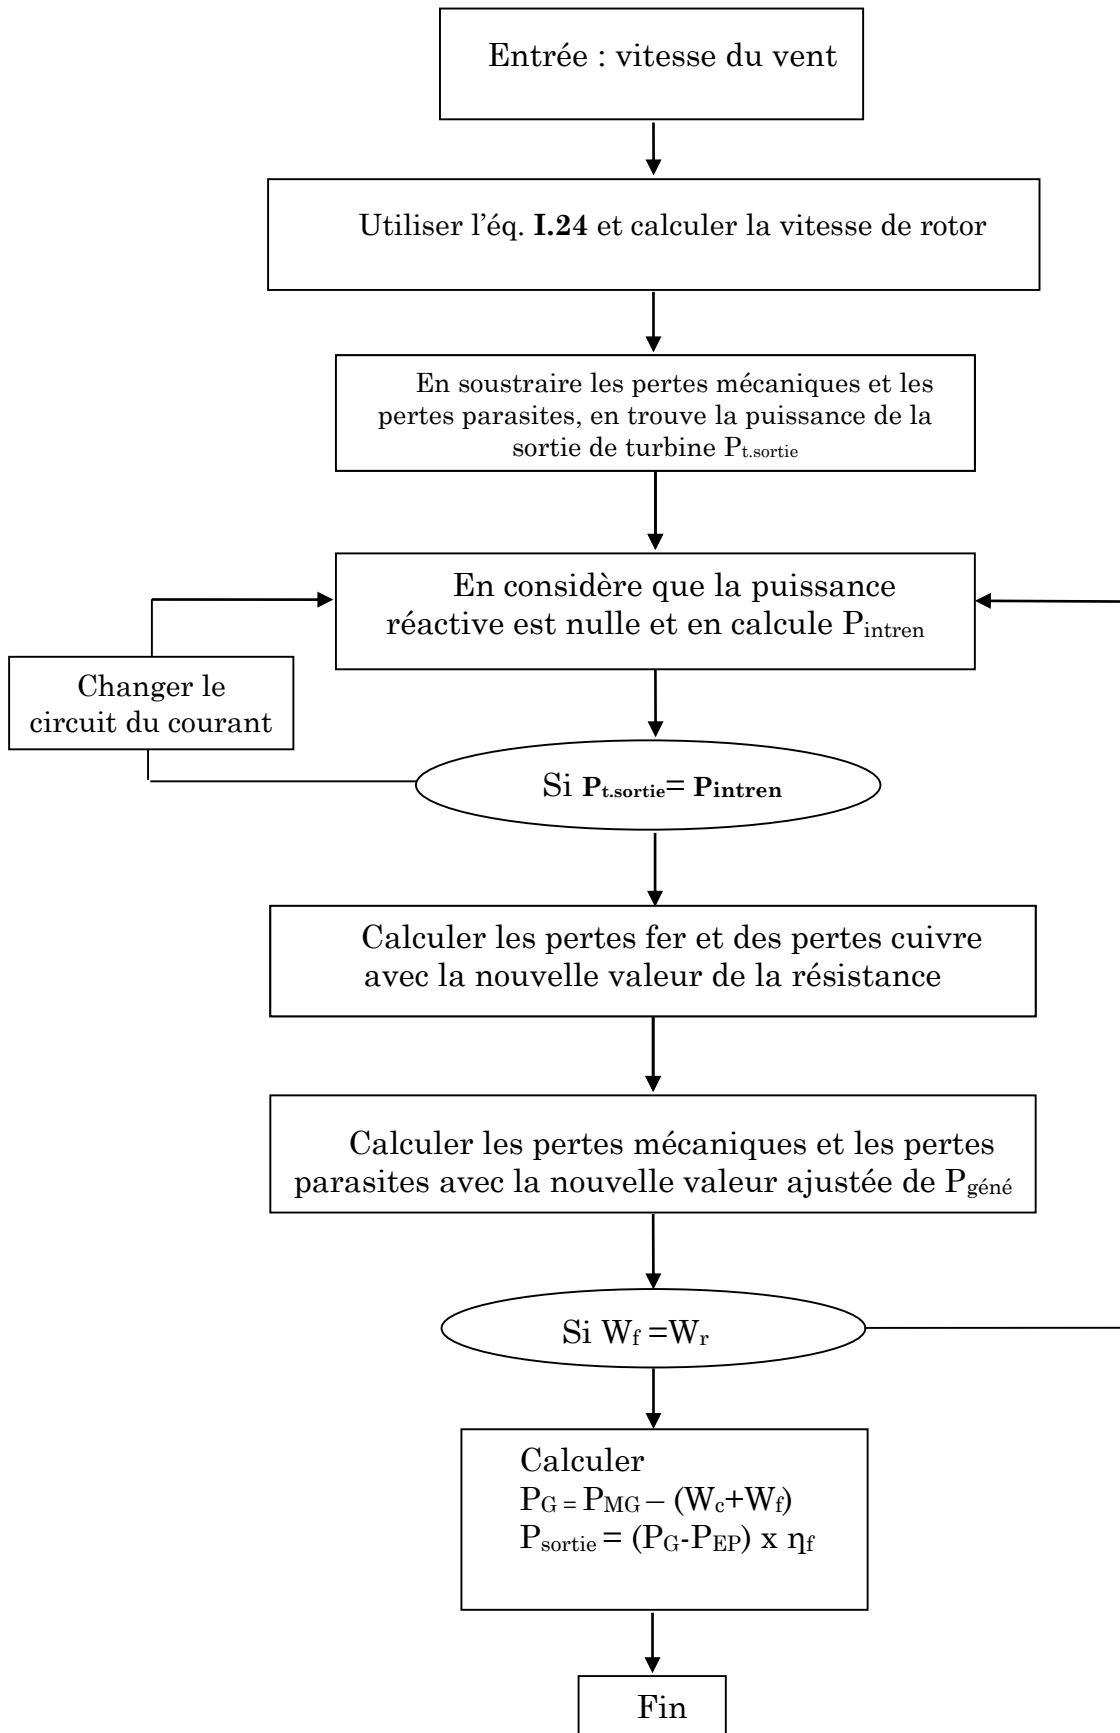 Entrée : vitesse du vent
Utiliser l’éq. I.24 et calculer la vitesse de rotor
En soustraire les pertes mécaniques et les
pertes parasites, en trouve la puissance de la
sortie de turbine Pt.sortie
En considère que la puissance
réactive est nulle et en calcule Pintren
Changer le
circuit du courant
Si Pt.sortie= Pintren
Calculer les pertes fer et des pertes cuivre
avec la nouvelle valeur de la résistance
Calculer les pertes mécaniques et les pertes
parasites avec la nouvelle valeur ajustée de Pgéné
Si Wf =Wr
Calculer
PG = PMG – (Wc+Wf)
Psortie = (PG-PEP) x ηf
Fin